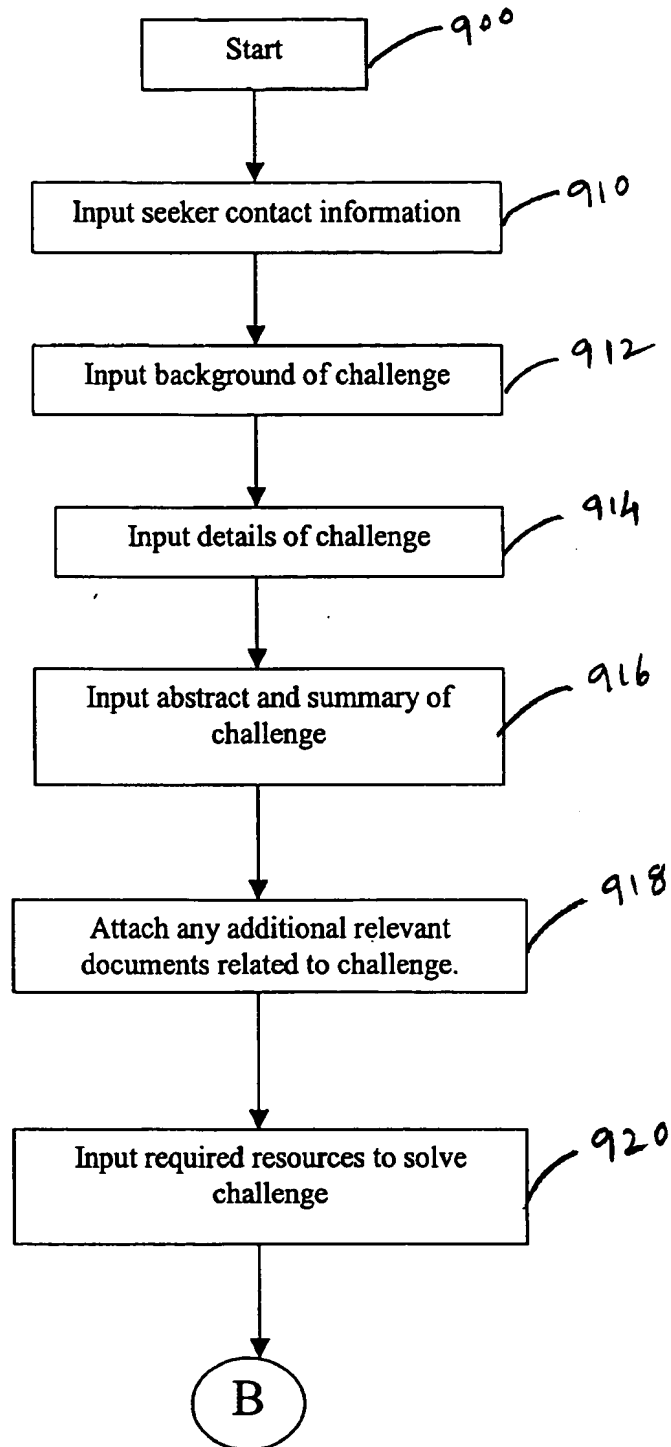 900
Start
910
Input seeker contact information
912
Input background of challenge
914
Input details of challenge
916
Input abstract and summary of
challenge
918
Attach any additional relevant
documents related to challenge.
920
Input required resources to solve
challenge
B